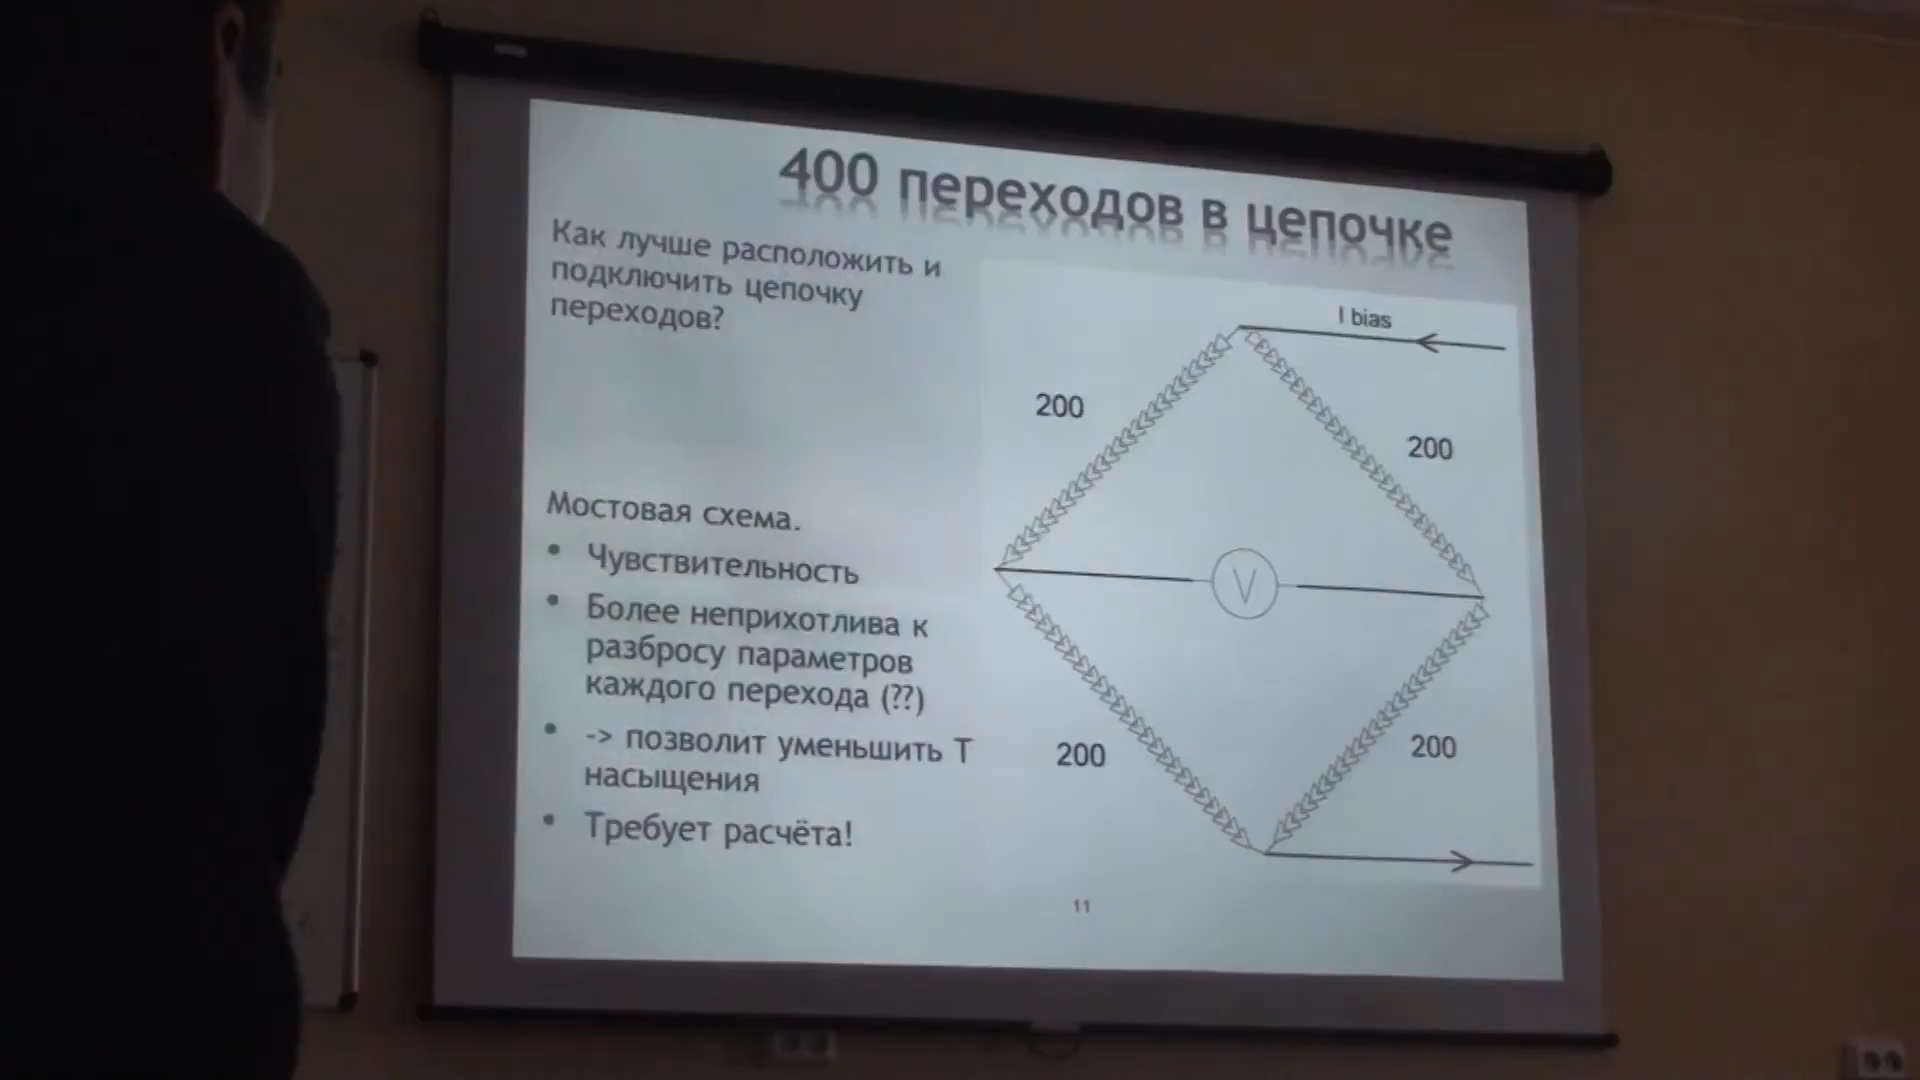 400 переходов в цепочке
Как лучше расположить и
подключить цепочку
переходов?
Мостовая схема.
• Чувствительность
• Более неприхотлива к
разбросу параметров
каждого перехода (??)
• -> позволит уменьшить T
насыщения
• Требует расчёта!
I bias
200
200
V
200
200
11